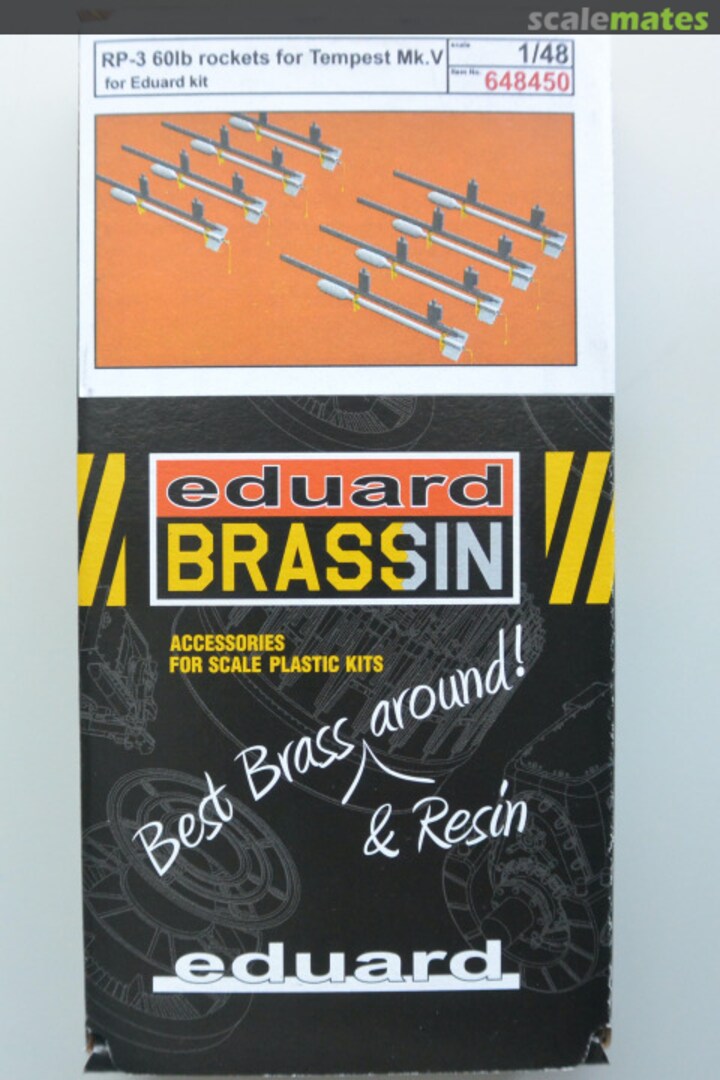 scalemates
RP-3 60lb rockets for Tempest Mk.V
for Eduard kit
scale
1/48
Item No.
648450
eduard
BRASSIN
ACCESSORIES
FOR SCALE PLASTIC KITS
Best Brass around!
& Resin
eduard